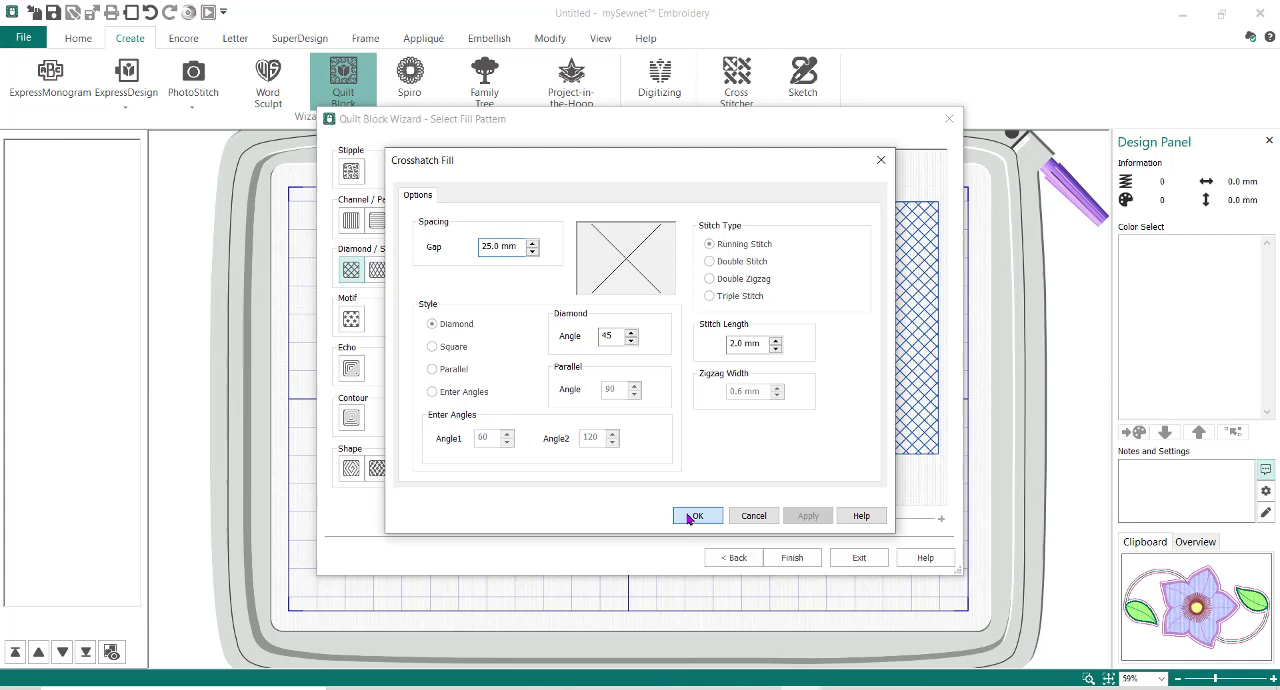 Untitled - mySewnet™ Embroidery
File Home Create Encore Letter SuperDesign Frame Appliqué Embellish Modify View Help
ExpressMonogram ExpressDesign PhotoStitch Word Sculpt Quilt Block Spiro Family Tree Project-in-the-Hoop Digitizing Cross Stitcher Sketch
Wiza
Quilt Block Wizard - Select Fill Pattern
Stipple
Channel / Pa
Diamond / S
Motif
Echo
Contour
Shape
Crosshatch Fill
Options
Spacing
Gap 25.0 mm
Style
Diamond
Square
Parallel
Enter Angles
Diamond
Angle 45
Parallel
Angle 90
Enter Angles
Angle1 60 Angle2 120
Stitch Type
Running Stitch
Double Stitch
Double Zigzag
Triple Stitch
Stitch Length
2.0 mm
Zigzag Width
0.6 mm
OK Cancel Apply Help
< Back Finish Exit Help
Design Panel
Information
0 0.0 mm
0 0.0 mm
Color Select
Notes and Settings
Clipboard Overview
59%